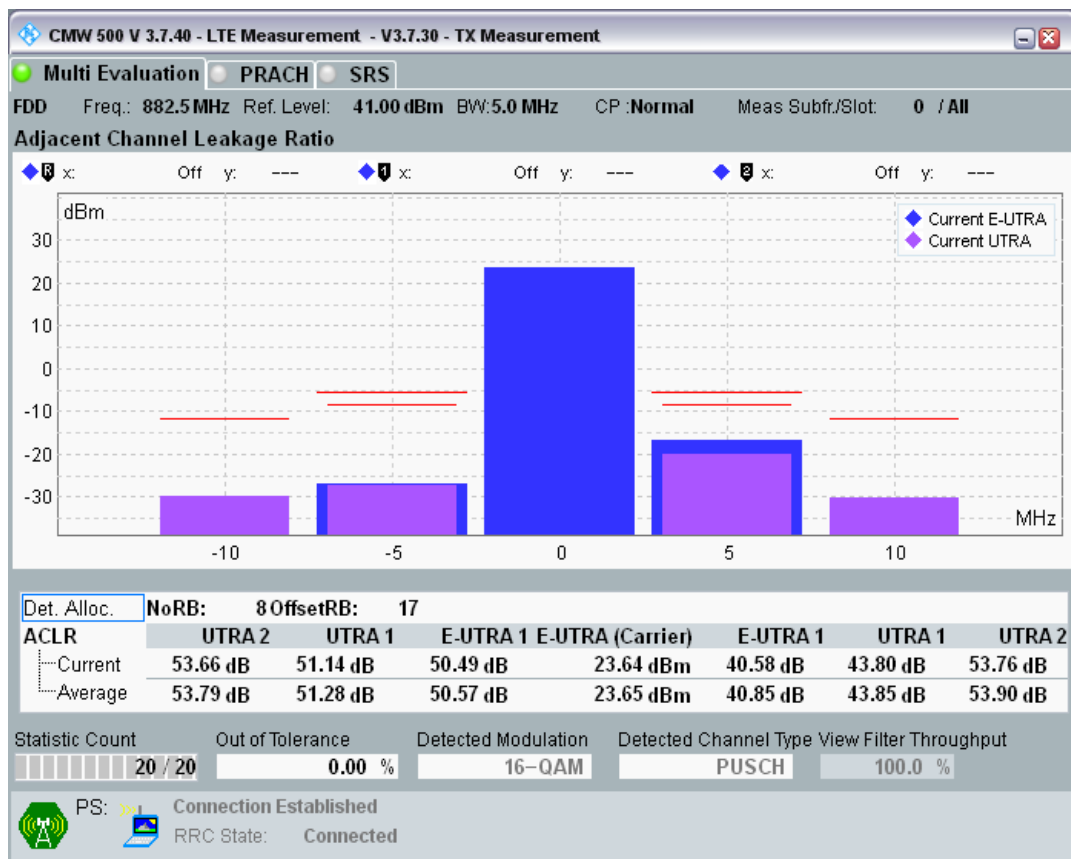 CMW 500 V 3.7.40 - LTE Measurement - V3.7.30 - TX Measurement
Multi Evaluation PRACH SRS
FDD Freq.: 882.5 MHz Ref. Level: 41.00 dBm BW:5.0 MHz CP :Normal Meas Subfr./Slot: 0 / All
Adjacent Channel Leakage Ratio
R x: Off y: --- 1 x: Off y: --- 2 x: Off y: ---
dBm
Current E-UTRA
Current UTRA
30
20
10
0
-10
-20
-30
MHz
-10 -5 0 5 10
Det. Alloc. NoRB: 8 OffsetRB: 17
ACLR UTRA 2 UTRA 1 E-UTRA 1 E-UTRA (Carrier) E-UTRA 1 UTRA 1 UTRA 2
Current 53.66 dB 51.14 dB 50.49 dB 23.64 dBm 40.58 dB 43.80 dB 53.76 dB
Average 53.79 dB 51.28 dB 50.57 dB 23.65 dBm 40.85 dB 43.85 dB 53.90 dB
Statistic Count Out of Tolerance Detected Modulation Detected Channel Type View Filter Throughput
20 / 20 0.00 % 16-QAM PUSCH 100.0 %
PS: Connection Established
RRC State: Connected